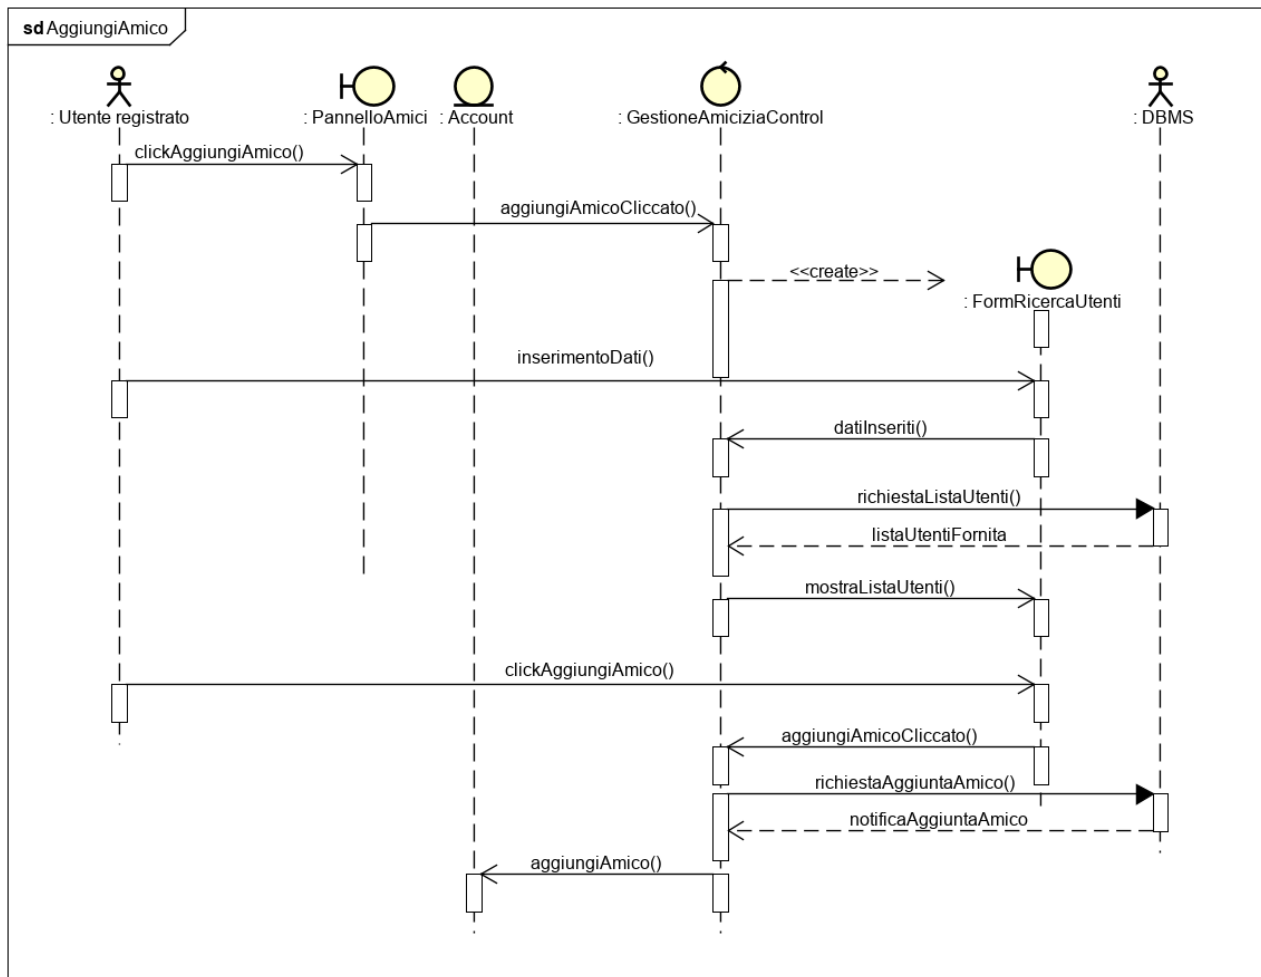 sd AggiungiAmico
: Utente registrato
: PannelloAmici
: Account
: GestioneAmiciziaControl
: DBMS
clickAggiungiAmico()
aggiungiAmicoCliccato()
<<create>>
: FormRicercaUtenti
inserimentoDati()
datiInseriti()
richiestaListaUtenti()
listaUtentiFornita
mostraListaUtenti()
clickAggiungiAmico()
aggiungiAmicoCliccato()
richiestaAggiuntaAmico()
notificaAggiuntaAmico
aggiungiAmico()